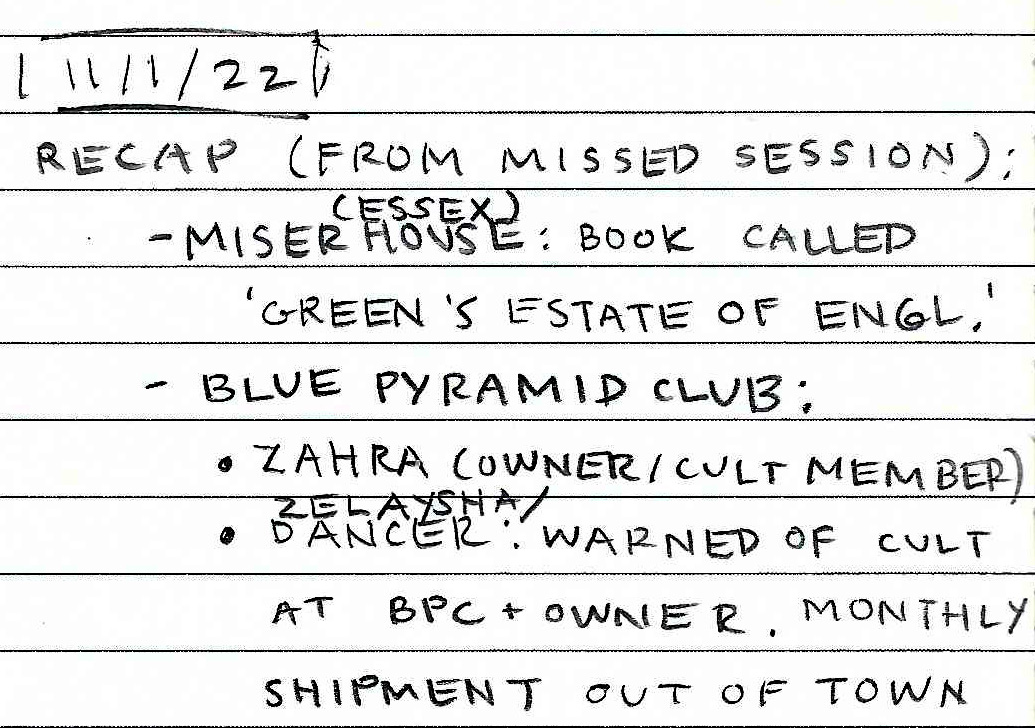 11/1/22
RECAP (FROM MISSED SESSION):
(ESSEX)
- MISER HOUSE: BOOK CALLED
'GREEN'S ESTATE OF ENGL.'
- BLUE PYRAMID CLUB:
• ZAHRA (OWNER/CULT MEMBER)
ZELAYSHA/
• DANCER: WARNED OF CULT
AT BPC + OWNER. MONTHLY
SHIPMENT OUT OF TOWN